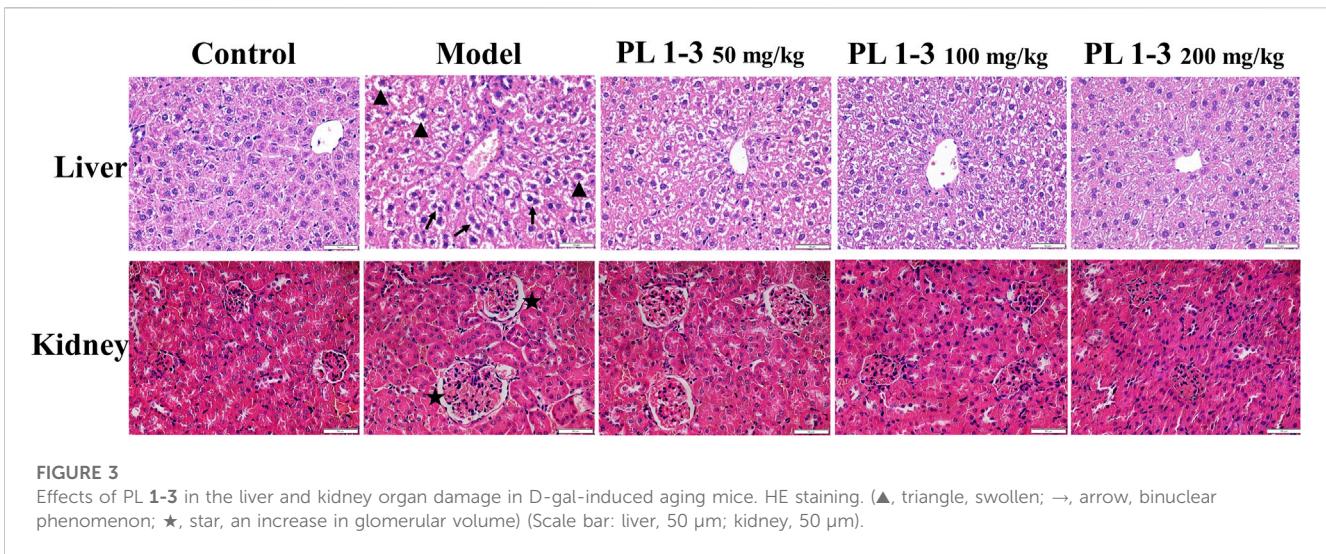 Control Model PL 1-3 50 mg/kg PL 1-3 100 mg/kg PL 1-3 200 mg/kg
Liver
Kidney
FIGURE 3
Effects of PL 1-3 in the liver and kidney organ damage in D-gal-induced aging mice. HE staining. (▲, triangle, swollen; →, arrow, binuclear
phenomenon; ★, star, an increase in glomerular volume) (Scale bar: liver, 50 μm; kidney, 50 μm).